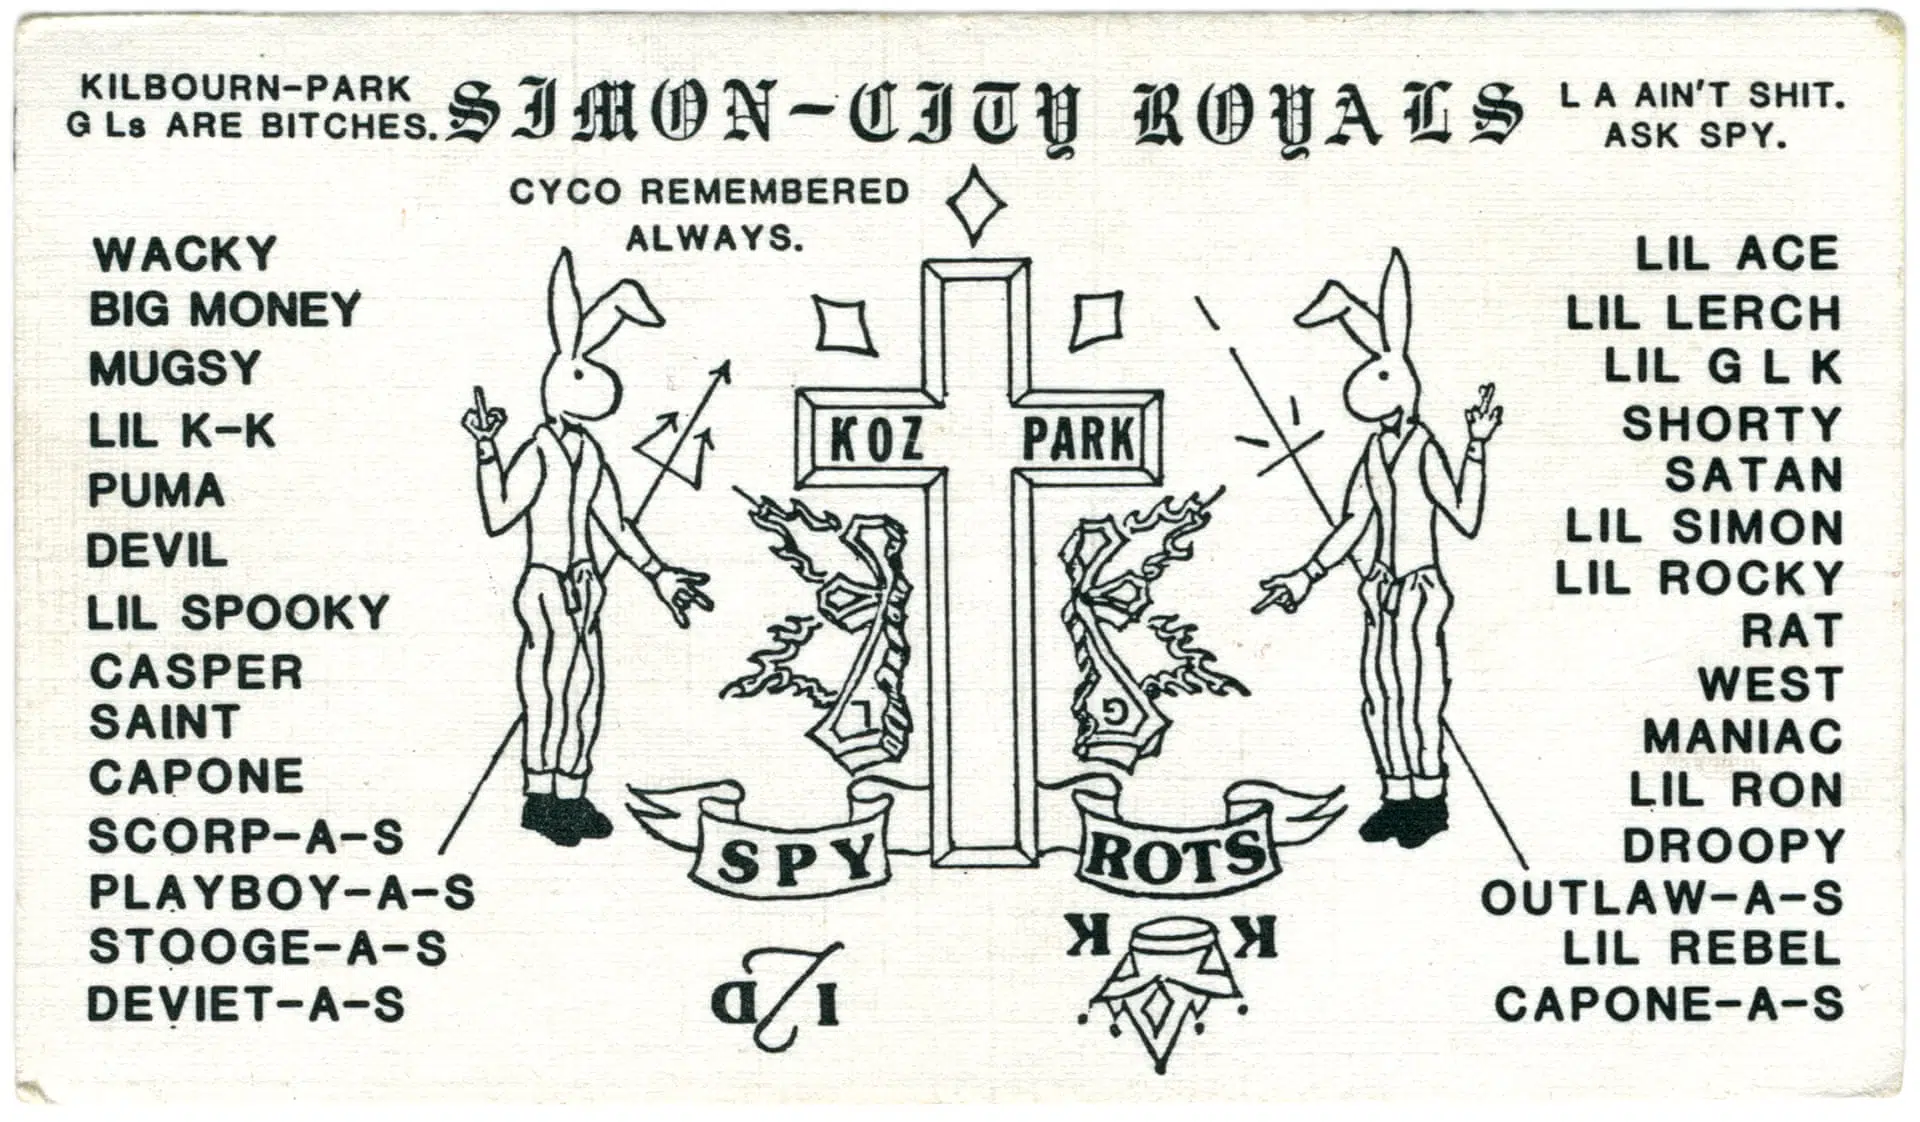 KILBOURN-PARK
G Ls ARE BITCHES.
SIMON-CITY ROYALS
L A AIN'T SHIT.
ASK SPY.
CYCO REMEMBERED
ALWAYS.
WACKY
BIG MONEY
MUGSY
LIL K-K
PUMA
DEVIL
LIL SPOOKY
CASPER
SAINT
CAPONE
SCORP-A-S
PLAYBOY-A-S
STOOGE-A-S
DEVIET-A-S
KOZ PARK
L G
SPY ROTS
K K
I D
LIL ACE
LIL LERCH
LIL G L K
SHORTY
SATAN
LIL SIMON
LIL ROCKY
RAT
WEST
MANIAC
LIL RON
DROOPY
OUTLAW-A-S
LIL REBEL
CAPONE-A-S